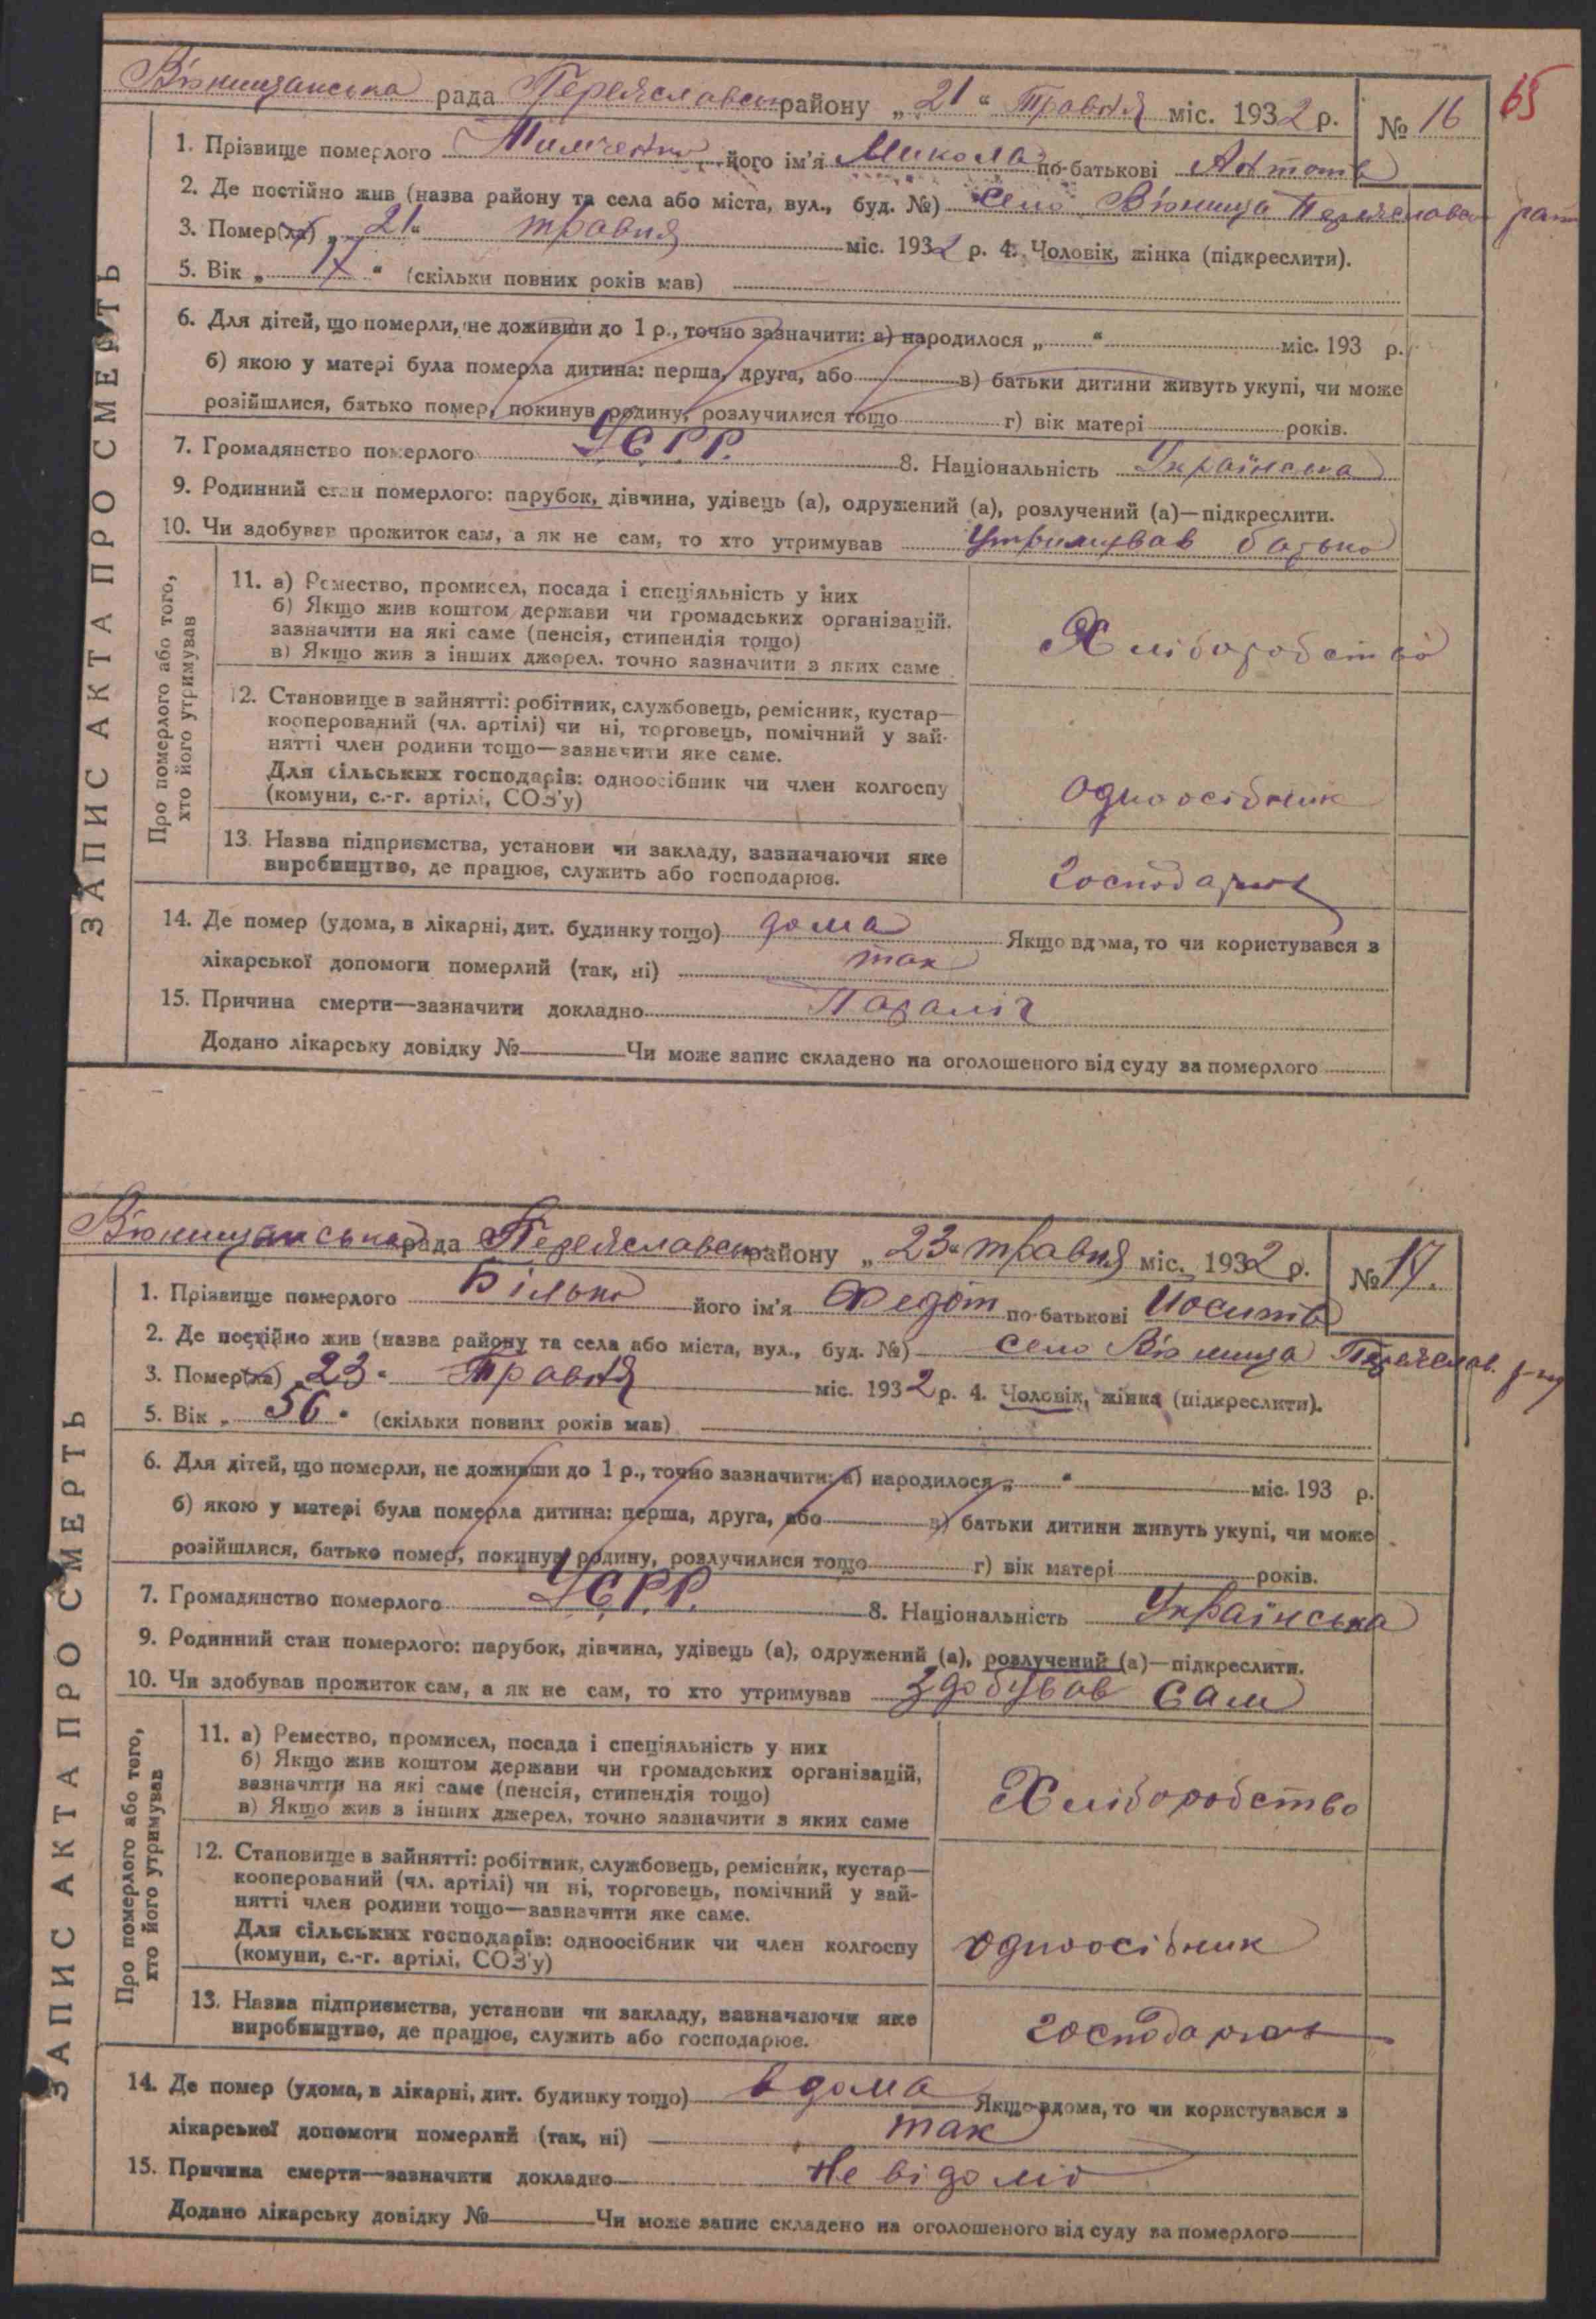 65
Вюнищанська рада Переяславськ району „21“ Травня міс. 1932 р. № 16
1. Прізвище померлого його ім'я Микола по-батькові
2. Де постійно жив (назва району та села або міста, вул., буд. №) село Вюнища Переяславськ
3. Помер(ла) „21“ травня міс. 1932 р. 4. Чоловік, жінка (підкреслити).
5. Вік „17“ (скільки повних років мав)
6. Для дітей, що померли, не доживши до 1 р., точно зазначити: а) народилося „ “ міс. 193 р.
б) якою у матері була померла дитина: перша, друга, або в) батьки дитини живуть укупі, чи може
розійшлися, батько помер, покинув родину, розлучилися тощо г) вік матері років.
7. Громадянство померлого УСРР. 8. Національність Українська
9. Родинний стан померлого: парубок, дівчина, удівець (а), одружений (а), розлучений (а)—підкреслити.
10. Чи здобував прожиток сам, а як не сам, то хто утримував Утримував батько
ЗАПИС АКТА ПРО СМЕРТЬ
Про померлого або того,
хто його утримував
11. а) Ремество, промисел, посада і спеціяльність у них
б) Якщо жив коштом держави чи громадських організацій.
зазначити на які саме (пенсія, стипендія тощо)
в) Якщо жив з інших джерел. точно зазначити з яких саме
Хліборобство
12. Становище в зайнятті: робітник, службовець, ремісник, кустар—
кооперований (чл. артілі) чи ні, торговець, помічний у зай-
нятті член родини тощо—зазначити яке саме.
Для сільських господарів: одноосібник чи член колгоспу
(комуни, с.-г. артілі, СОЗ'у)
одноосібник
13. Назва підприємства, установи чи закладу, зазначаючи яке
виробництво, де працює, служить або господарює.
господарює
14. Де помер (удома, в лікарні, дит. будинку тощо) дома Якщо вдома, то чи користувався з
лікарської допомоги померлий (так, ні) так
15. Причина смерти—зазначити докладно Параліч
Додано лікарську довідку № Чи може запис складено на оголошеного від суду за померлого
Вюнищанська рада Переяславськ району „23“ травня міс. 1932 р. № 17.
1. Прізвище померлого Білько його ім'я Федот по-батькові Йосипів
2. Де постійно жив (назва району та села або міста, вул., буд. №) село Вюнища Переяслав. р-ну
3. Помер(ла) „23“ Травня міс. 1932 р. 4. Чоловік, жінка (підкреслити).
5. Вік „56“ (скільки повних років мав)
6. Для дітей, що померли, не доживши до 1 р., точно зазначити: а) народилося „ “ міс. 193 р.
б) якою у матері була померла дитина: перша, друга, або в) батьки дитини живуть укупі, чи може
розійшлися, батько помер, покинув родину, розлучилися тощо г) вік матері років.
7. Громадянство померлого УСРР. 8. Національність Українська
9. Родинний стан померлого: парубок, дівчина, удівець (а), одружений (а), розлучений (а)—підкреслити.
10. Чи здобував прожиток сам, а як не сам, то хто утримував здобував сам
ЗАПИС АКТА ПРО СМЕРТЬ
Про померлого або того,
хто його утримував
11. а) Ремество, промисел, посада і спеціяльність у них
б) Якщо жив коштом держави чи громадських організацій,
зазначити на які саме (пенсія, стипендія тощо)
в) Якщо жив з інших джерел, точно зазначити з яких саме
Хліборобство
12. Становище в зайнятті: робітник, службовець, ремісник, кустар—
кооперований (чл. артілі) чи ні, торговець, помічний у зай-
нятті член родини тощо—зазначити яке саме.
Для сільських господарів: одноосібник чи член колгоспу
(комуни, с.-г. артілі, СОЗ'у)
одноосібник
13. Назва підприємства, установи чи закладу, зазначаючи яке
виробництво, де працює, служить або господарює.
господарює
14. Де помер (удома, в лікарні, дит. будинку тощо) вдома Якщо вдома, то чи користувався з
лікарської допомоги померлий (так, ні) так
15. Причина смерти—зазначити докладно Не відомо
Додано лікарську довідку № Чи може запис складено на оголошеного від суду за померлого